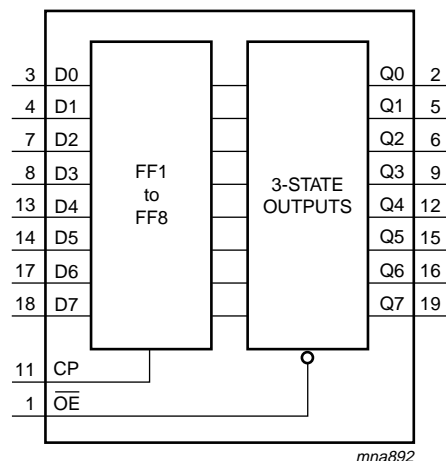 3 D0 Q0 2
4 D1 Q1 5
7 D2 Q2 6
8 D3 Q3 9
13 D4 Q4 12
14 D5 Q5 15
17 D6 Q6 16
18 D7 Q7 19
FF1
to
FF8
3-STATE
OUTPUTS
11 CP
1 O̅E̅
mna892